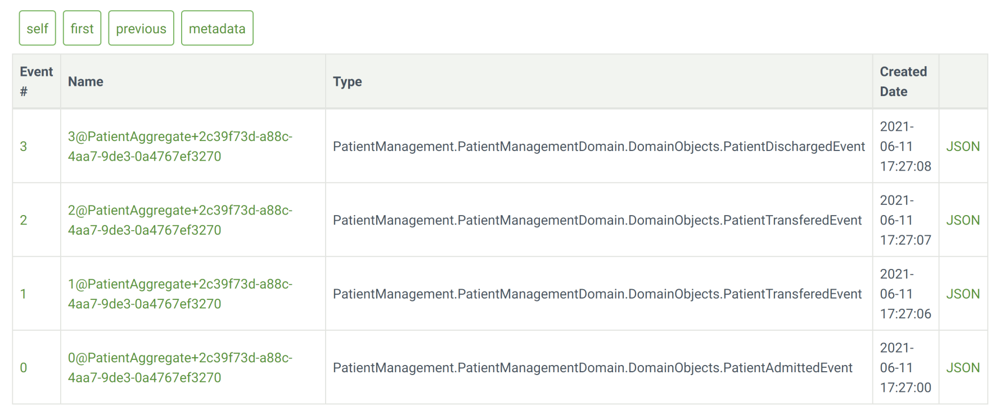 self first previous metadata
Event # Name Type Created Date
3 3@PatientAggregate+2c39f73d-a88c-4aa7-9de3-0a4767ef3270 PatientManagement.PatientManagementDomain.DomainObjects.PatientDischargedEvent 2021-06-11 17:27:08 JSON
2 2@PatientAggregate+2c39f73d-a88c-4aa7-9de3-0a4767ef3270 PatientManagement.PatientManagementDomain.DomainObjects.PatientTransferedEvent 2021-06-11 17:27:07 JSON
1 1@PatientAggregate+2c39f73d-a88c-4aa7-9de3-0a4767ef3270 PatientManagement.PatientManagementDomain.DomainObjects.PatientTransferedEvent 2021-06-11 17:27:06 JSON
0 0@PatientAggregate+2c39f73d-a88c-4aa7-9de3-0a4767ef3270 PatientManagement.PatientManagementDomain.DomainObjects.PatientAdmittedEvent 2021-06-11 17:27:00 JSON